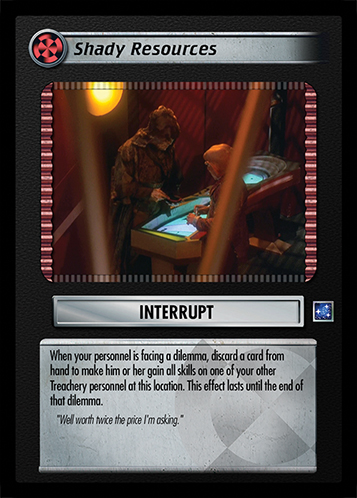 Shady Resources
INTERRUPT
When your personnel is facing a dilemma, discard a card from
hand to make him or her gain all skills on one of your other
Treachery personnel at this location. This effect lasts until the end of
that dilemma.
"Well worth twice the price I'm asking."